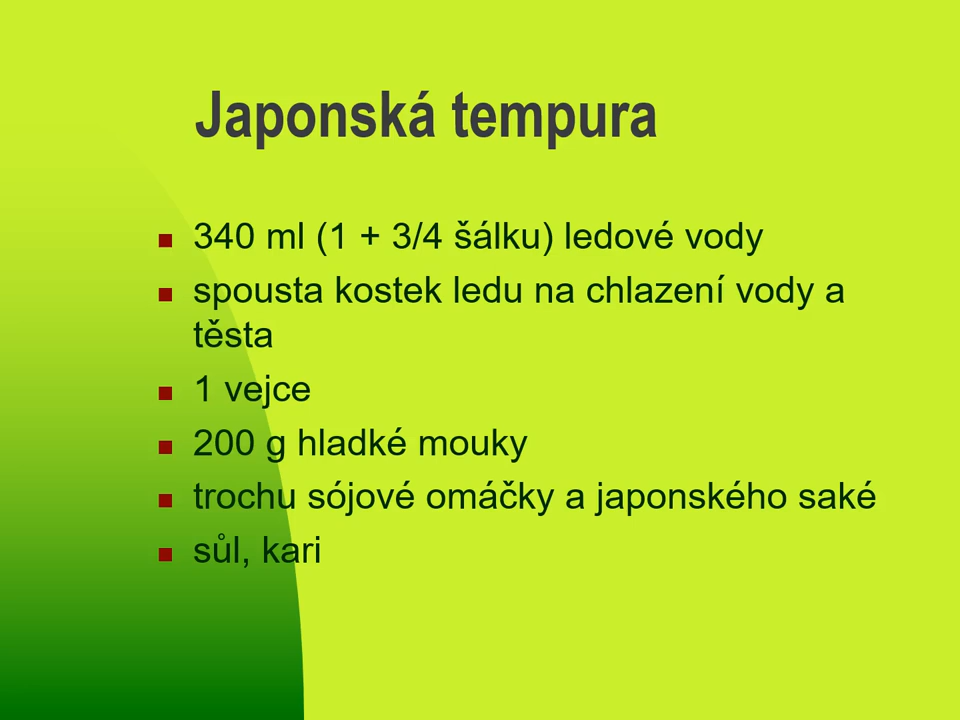 Japonská tempura
340 ml (1 + 3/4 šálku) ledové vody
spousta kostek ledu na chlazení vody a
těsta
1 vejce
200 g hladké mouky
trochu sójové omáčky a japonského saké
sůl, kari